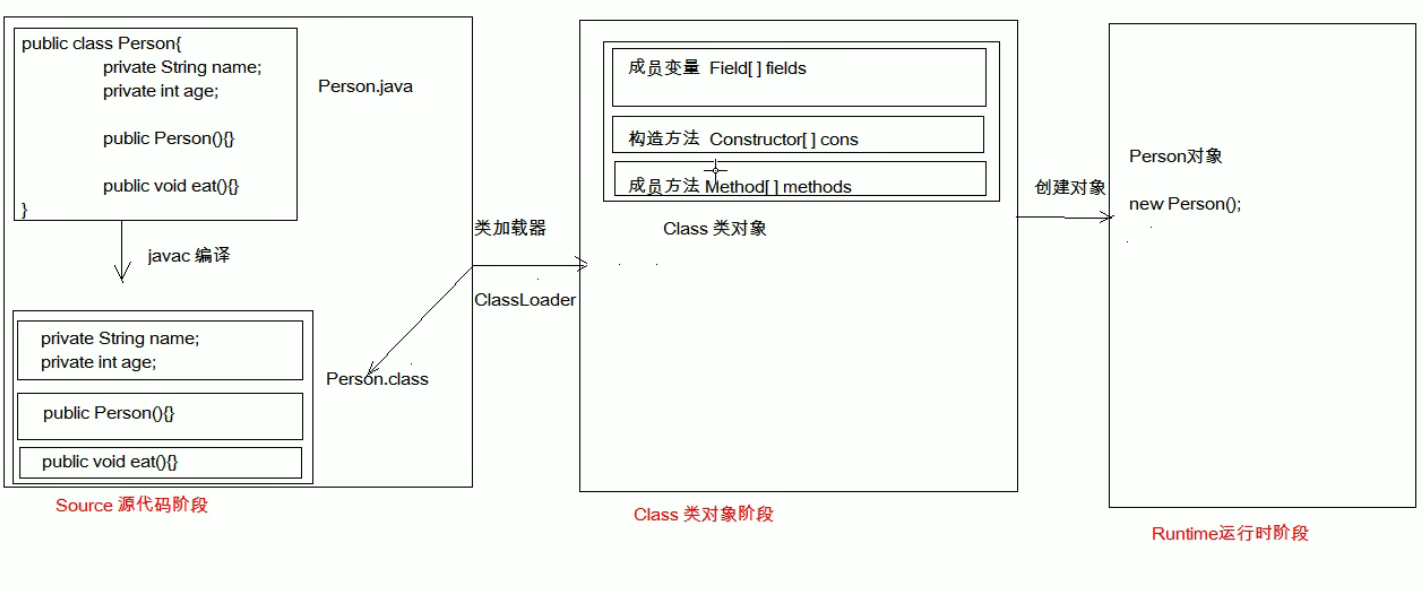 public class Person{
private String name;
private int age;
public Person(){}
public void eat(){}
}
Person.java
javac 编译
private String name;
private int age;
public Person(){}
public void eat(){}
Person.class
Source 源代码阶段
类加载器
ClassLoader
成员变量 Field[ ] fields
构造方法 Constructor[ ] cons
成员方法 Method[ ] methods
Class 类对象
Class 类对象阶段
创建对象
Person对象
new Person();
Runtime运行时阶段